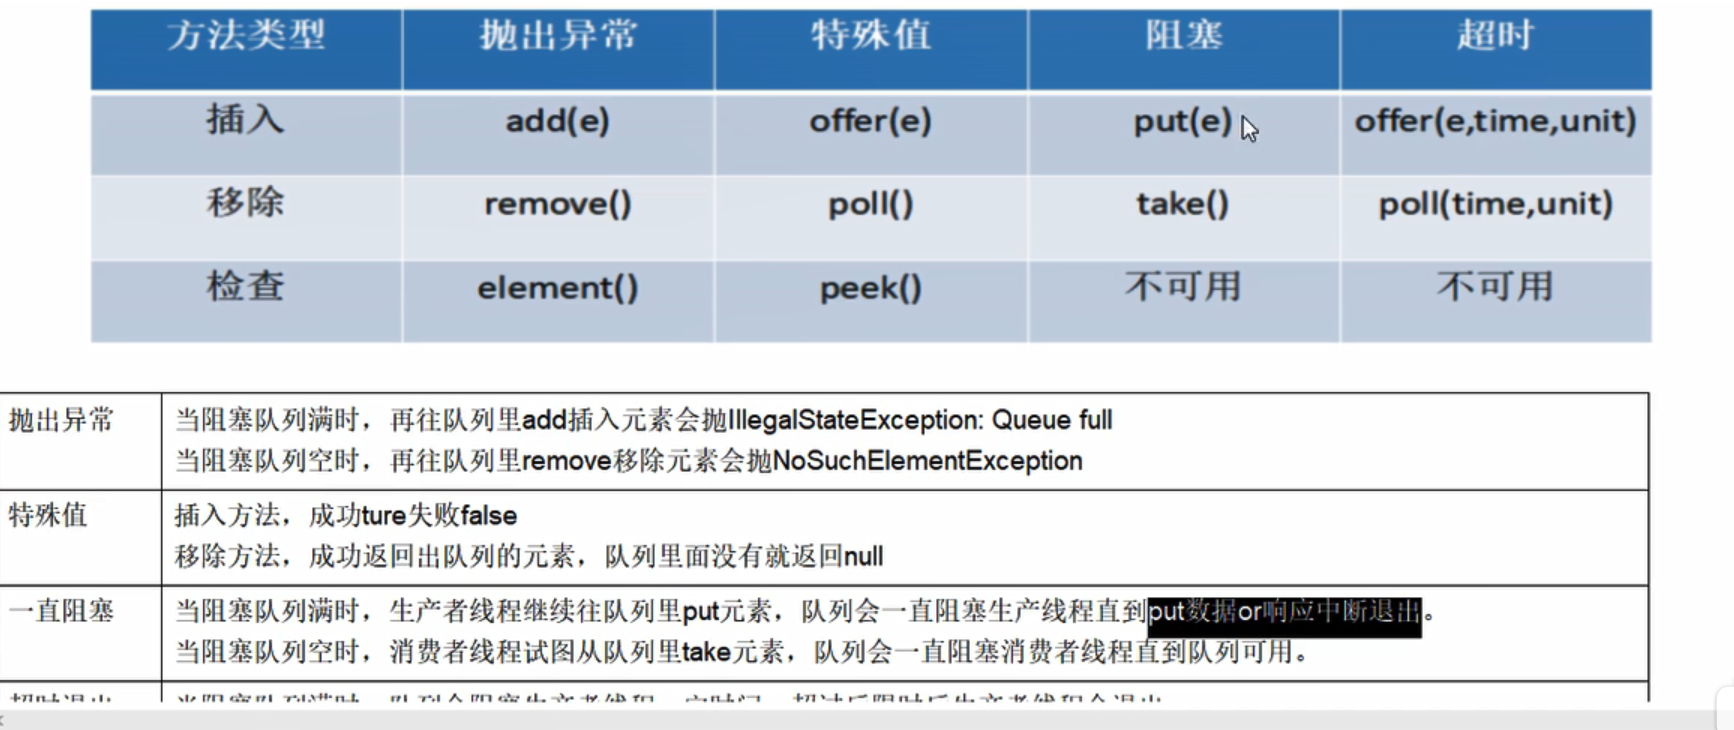 方法类型 抛出异常 特殊值 阻塞 超时
插入 add(e) offer(e) put(e) offer(e,time,unit)
移除 remove() poll() take() poll(time,unit)
检查 element() peek() 不可用 不可用
抛出异常 当阻塞队列满时，再往队列里add插入元素会抛IllegalStateException: Queue full
当阻塞队列空时，再往队列里remove移除元素会抛NoSuchElementException
特殊值 插入方法，成功ture失败false
移除方法，成功返回出队列的元素，队列里面没有就返回null
一直阻塞 当阻塞队列满时，生产者线程继续往队列里put元素，队列会一直阻塞生产线程直到put数据or响应中断退出。
当阻塞队列空时，消费者线程试图从队列里take元素，队列会一直阻塞消费者线程直到队列可用。